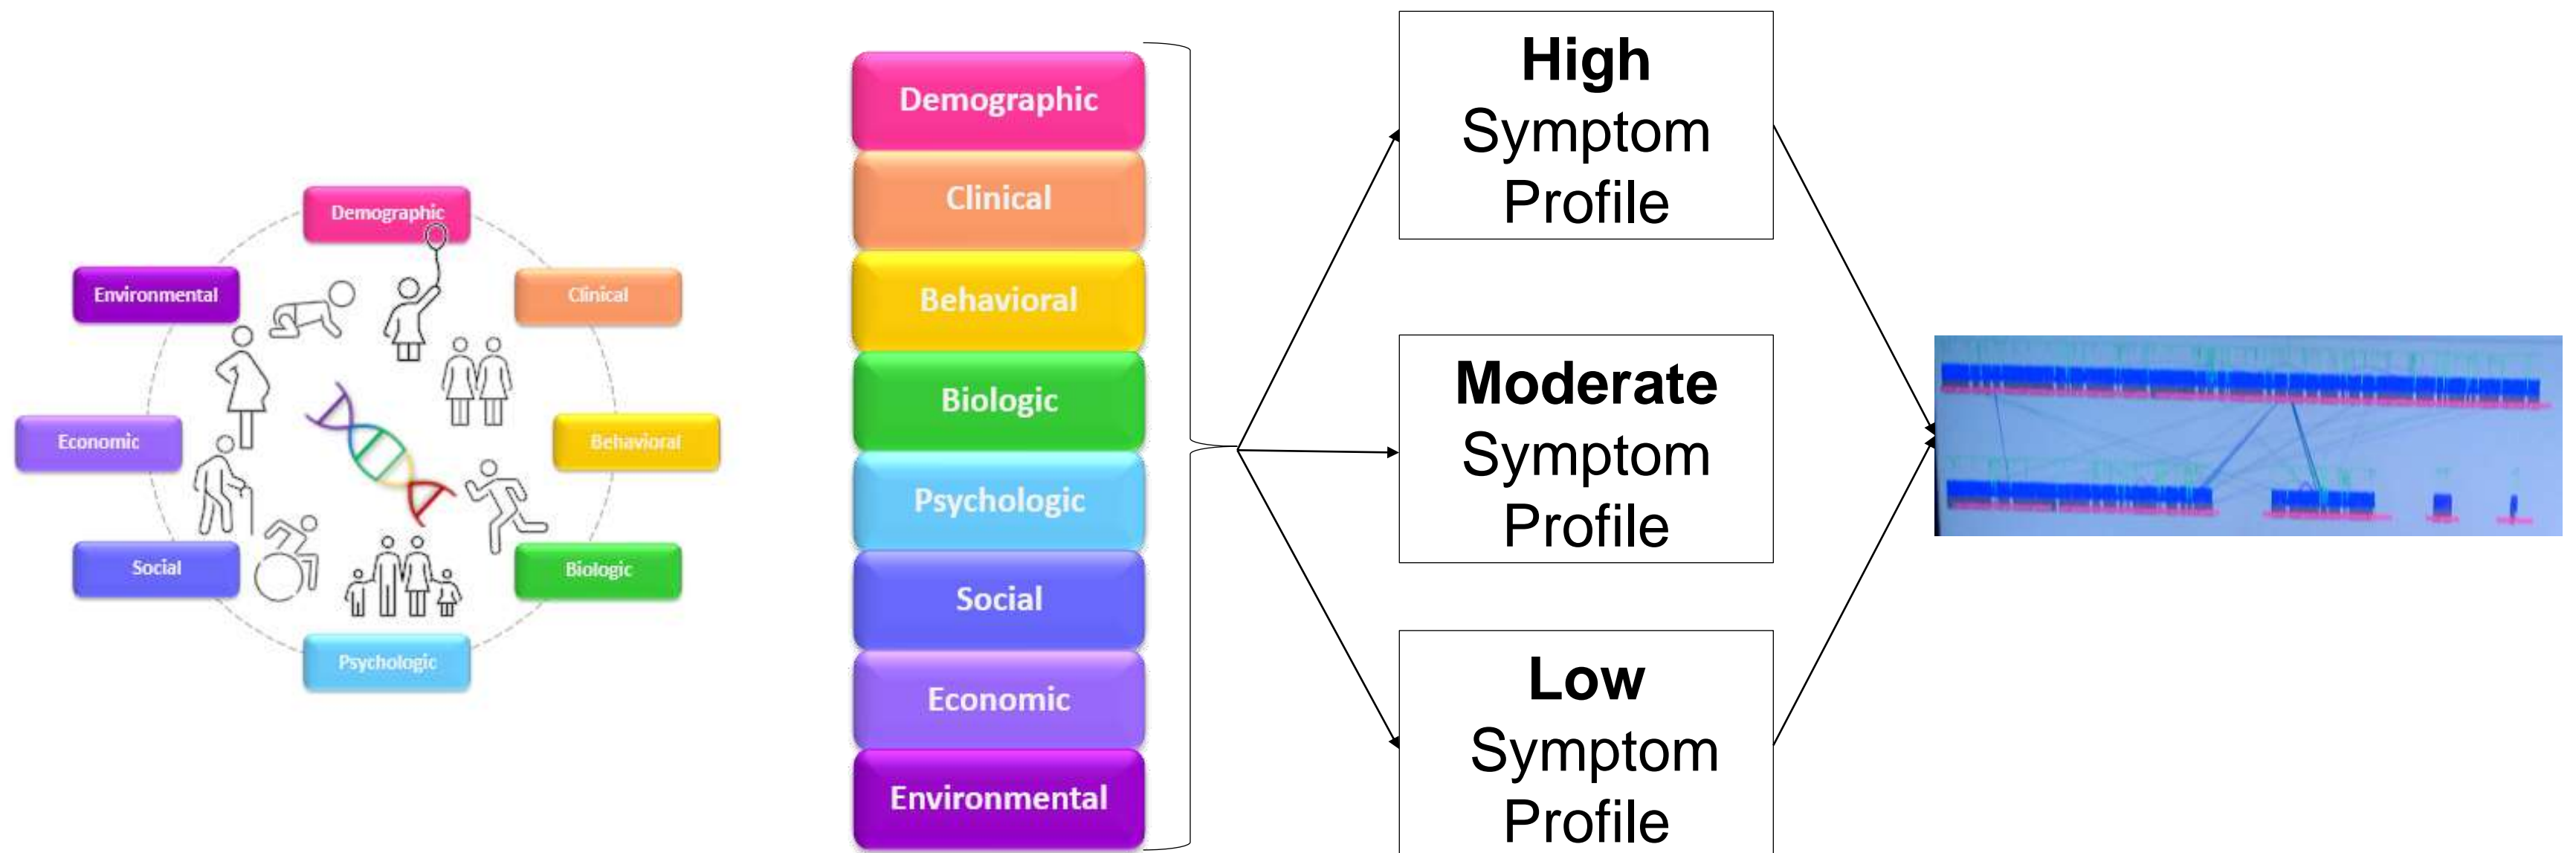 Demographic
Environmental
Clinical
Economic
Behavioral
Social
Biologic
Psychologic
Demographic
Clinical
Behavioral
Biologic
Psychologic
Social
Economic
Environmental
High
Symptom
Profile
Moderate
Symptom
Profile
Low
Symptom
Profile